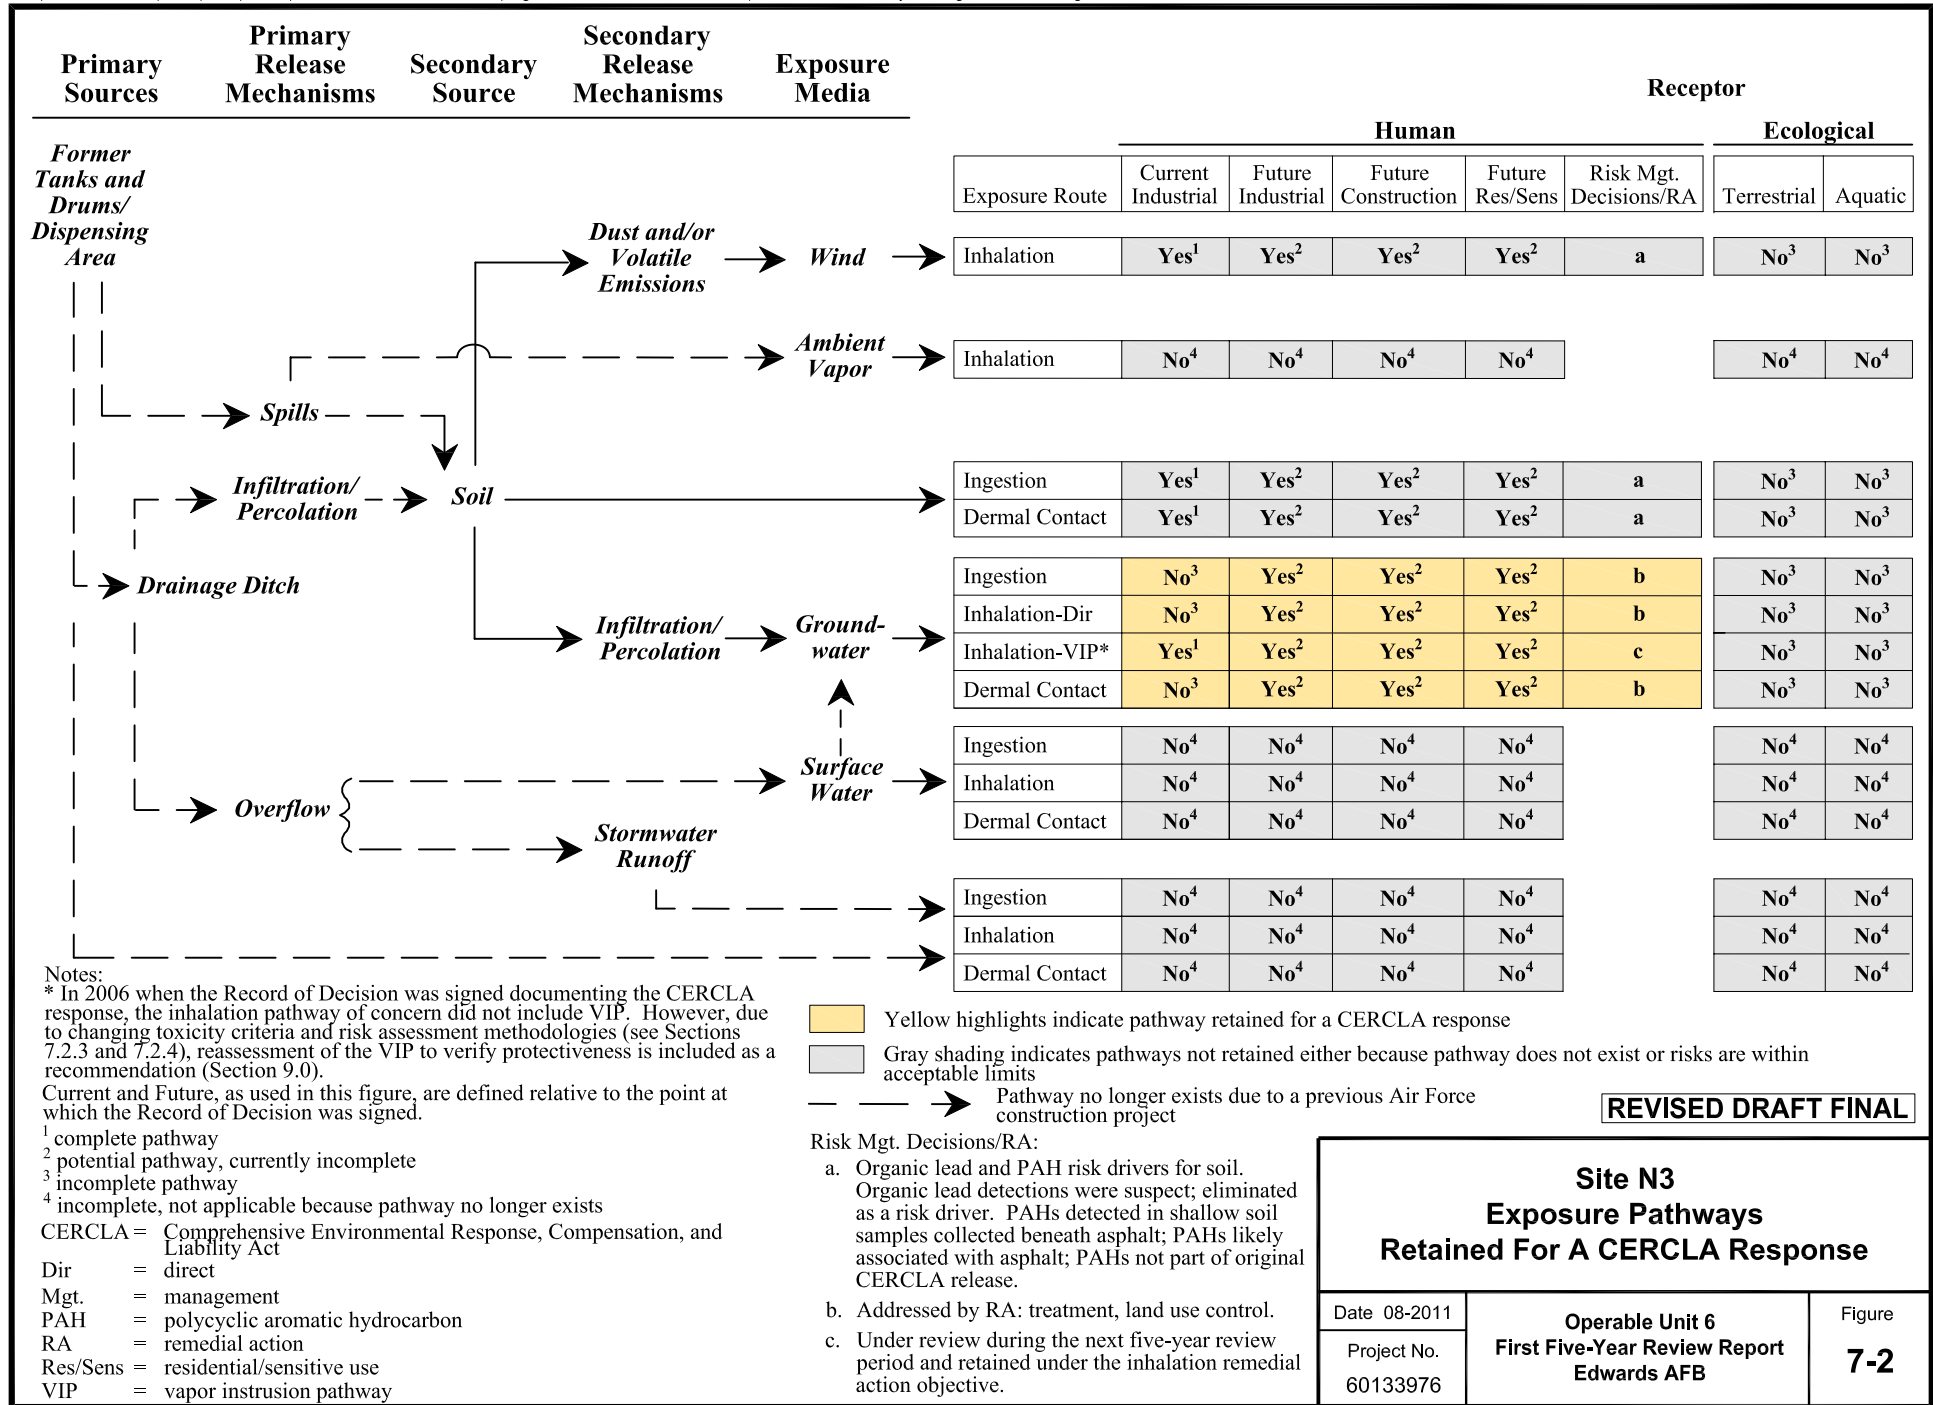 Primary
Sources
Primary
Release
Mechanisms
Secondary
Source
Secondary
Release
Mechanisms
Exposure
Media
Receptor
Human
Ecological
Exposure Route
Current
Industrial
Future
Industrial
Future
Construction
Future
Res/Sens
Risk Mgt.
Decisions/RA
Terrestrial
Aquatic
Former
Tanks and
Drums/
Dispensing
Area
Dust and/or
Volatile
Emissions
Wind
Inhalation Yes¹ Yes² Yes² Yes² a No³ No³
Ambient
Vapor
Inhalation No⁴ No⁴ No⁴ No⁴ No⁴ No⁴
Spills
Infiltration/
Percolation
Soil
Ingestion Yes¹ Yes² Yes² Yes² a No³ No³
Dermal Contact Yes¹ Yes² Yes² Yes² a No³ No³
Drainage Ditch
Infiltration/
Percolation
Ground-
water
Ingestion No³ Yes² Yes² Yes² b No³ No³
Inhalation-Dir No³ Yes² Yes² Yes² b No³ No³
Inhalation-VIP* Yes¹ Yes² Yes² Yes² c No³ No³
Dermal Contact No³ Yes² Yes² Yes² b No³ No³
Overflow
Surface
Water
Ingestion No⁴ No⁴ No⁴ No⁴ No⁴ No⁴
Inhalation No⁴ No⁴ No⁴ No⁴ No⁴ No⁴
Dermal Contact No⁴ No⁴ No⁴ No⁴ No⁴ No⁴
Stormwater
Runoff
Ingestion No⁴ No⁴ No⁴ No⁴ No⁴ No⁴
Inhalation No⁴ No⁴ No⁴ No⁴ No⁴ No⁴
Dermal Contact No⁴ No⁴ No⁴ No⁴ No⁴ No⁴
Notes:
* In 2006 when the Record of Decision was signed documenting the CERCLA
response, the inhalation pathway of concern did not include VIP. However, due
to changing toxicity criteria and risk assessment methodologies (see Sections
7.2.3 and 7.2.4), reassessment of the VIP to verify protectiveness is included as a
recommendation (Section 9.0).
Current and Future, as used in this figure, are defined relative to the point at
which the Record of Decision was signed.
¹ complete pathway
² potential pathway, currently incomplete
³ incomplete pathway
⁴ incomplete, not applicable because pathway no longer exists
CERCLA = Comprehensive Environmental Response, Compensation, and
Liability Act
Dir = direct
Mgt. = management
PAH = polycyclic aromatic hydrocarbon
RA = remedial action
Res/Sens = residential/sensitive use
VIP = vapor instrusion pathway
Yellow highlights indicate pathway retained for a CERCLA response
Gray shading indicates pathways not retained either because pathway does not exist or risks are within
acceptable limits
Pathway no longer exists due to a previous Air Force
construction project
Risk Mgt. Decisions/RA:
a. Organic lead and PAH risk drivers for soil.
Organic lead detections were suspect; eliminated
as a risk driver. PAHs detected in shallow soil
samples collected beneath asphalt; PAHs likely
associated with asphalt; PAHs not part of original
CERCLA release.
b. Addressed by RA: treatment, land use control.
c. Under review during the next five-year review
period and retained under the inhalation remedial
action objective.
REVISED DRAFT FINAL
Site N3
Exposure Pathways
Retained For A CERCLA Response
Date 08-2011
Project No.
60133976
Operable Unit 6
First Five-Year Review Report
Edwards AFB
Figure
7-2